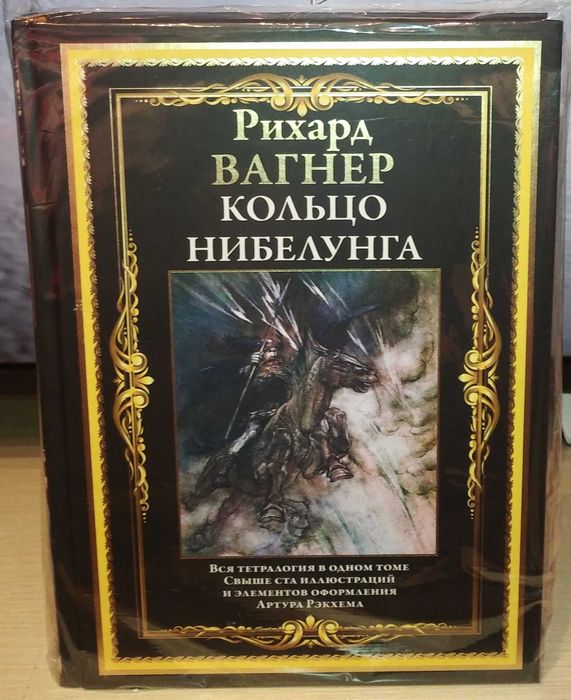 Рихард
ВАГНЕР
КОЛЬЦО
НИБЕЛУНГА
Вся тетралогия в одном томе
Свыше ста иллюстраций
и элементов оформления
Артура Рэкхема